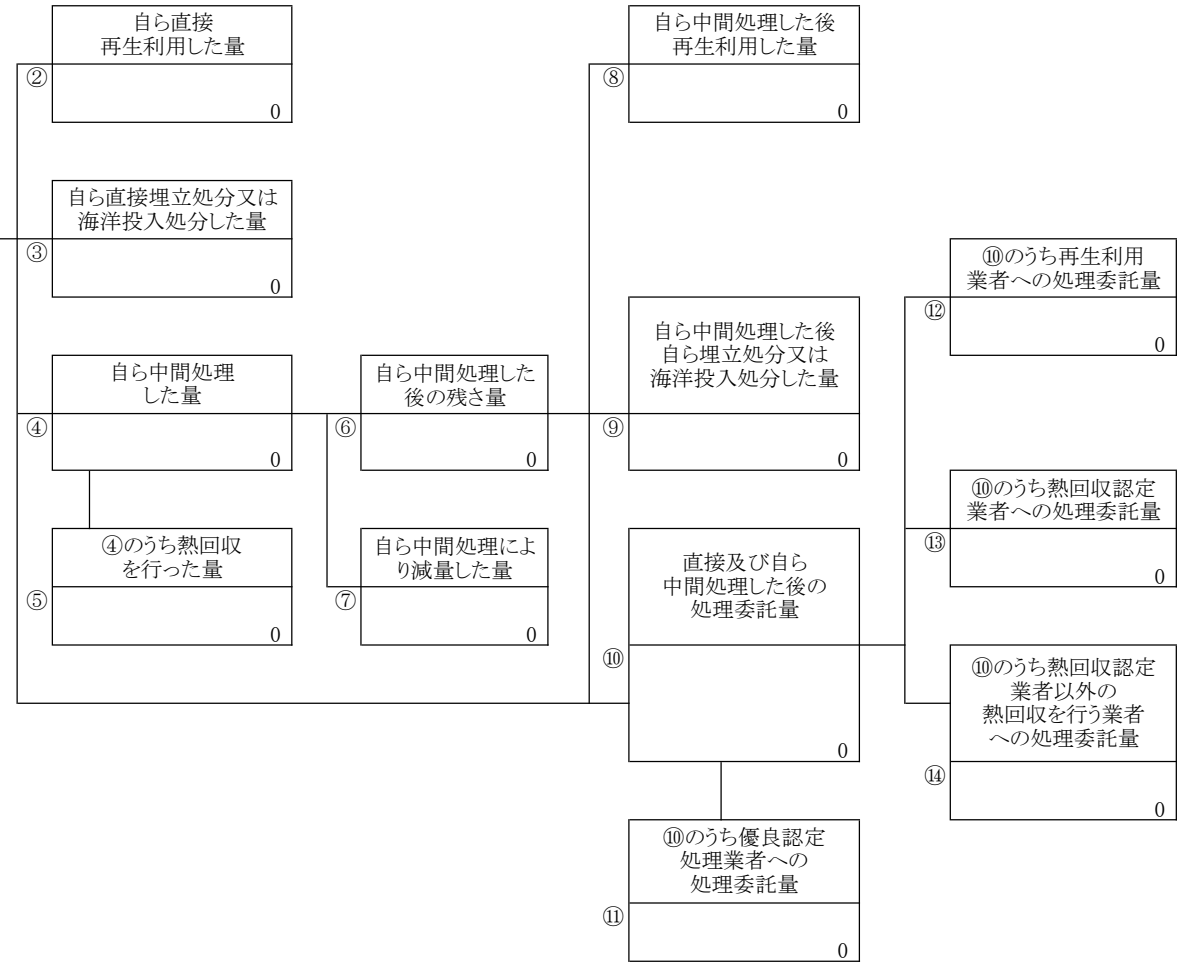 自ら直接
再生利用した量
②
0
自ら直接埋立処分又は
海洋投入処分した量
③
0
自ら中間処理
した量
④
0
④のうち熱回収
を行った量
⑤
0
自ら中間処理した
後の残さ量
⑥
0
自ら中間処理によ
り減量した量
⑦
0
自ら中間処理した後
再生利用した量
⑧
0
自ら中間処理した後
自ら埋立処分又は
海洋投入処分した量
⑨
0
直接及び自ら
中間処理した後の
処理委託量
⑩
0
⑩のうち優良認定
処理業者への
処理委託量
⑪
0
⑩のうち再生利用
業者への処理委託量
⑫
0
⑩のうち熱回収認定
業者への処理委託量
⑬
0
⑩のうち熱回収認定
業者以外の
熱回収を行う業者
への処理委託量
⑭
0